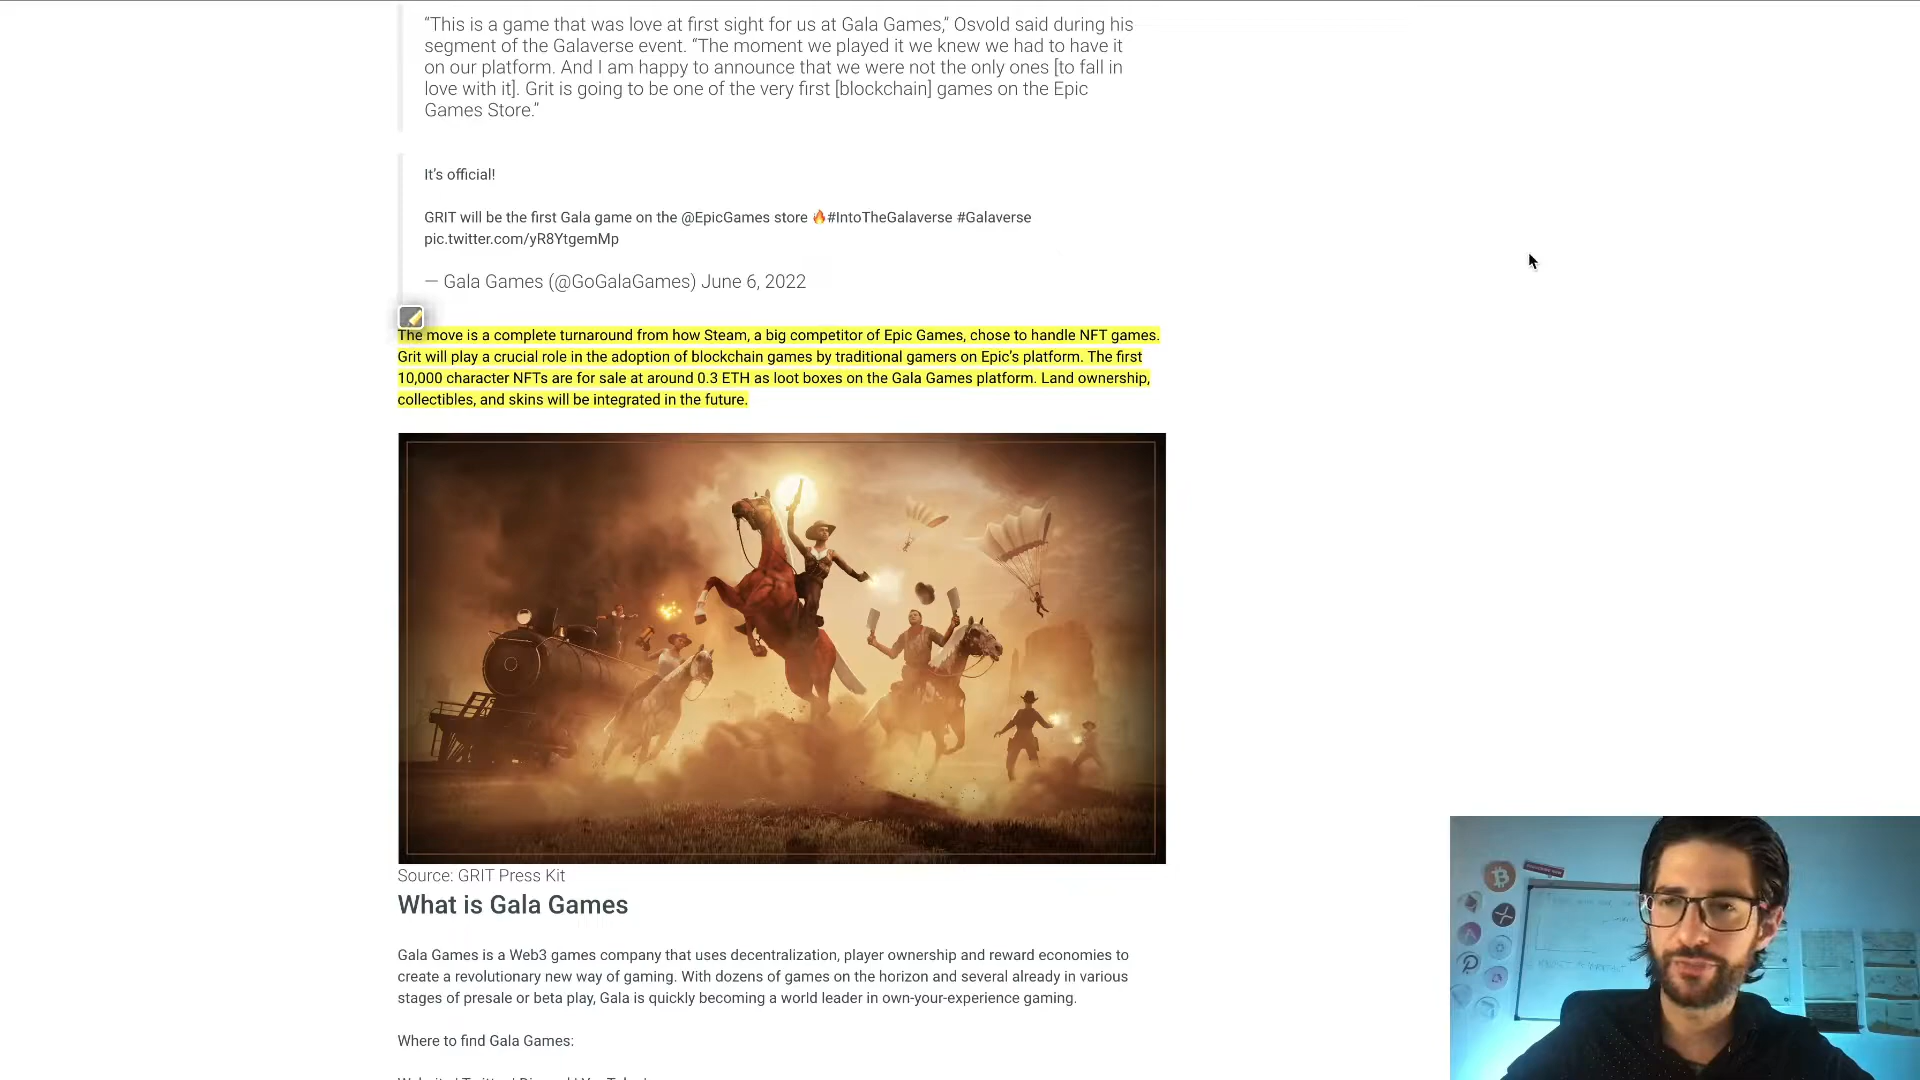 “This is a game that was love at first sight for us at Gala Games,” Osvold said during his
segment of the Galaverse event. “The moment we played it we knew we had to have it
on our platform. And I am happy to announce that we were not the only ones [to fall in
love with it]. Grit is going to be one of the very first [blockchain] games on the Epic
Games Store.”
It’s official!
GRIT will be the first Gala game on the @EpicGames store 🔥#IntoTheGalaverse #Galaverse
pic.twitter.com/yR8YtgemMp
— Gala Games (@GoGalaGames) June 6, 2022
The move is a complete turnaround from how Steam, a big competitor of Epic Games, chose to handle NFT games.
Grit will play a crucial role in the adoption of blockchain games by traditional gamers on Epic’s platform. The first
10,000 character NFTs are for sale at around 0.3 ETH as loot boxes on the Gala Games platform. Land ownership,
collectibles, and skins will be integrated in the future.
Source: GRIT Press Kit
What is Gala Games
Gala Games is a Web3 games company that uses decentralization, player ownership and reward economies to
create a revolutionary new way of gaming. With dozens of games on the horizon and several already in various
stages of presale or beta play, Gala is quickly becoming a world leader in own-your-experience gaming.
Where to find Gala Games: